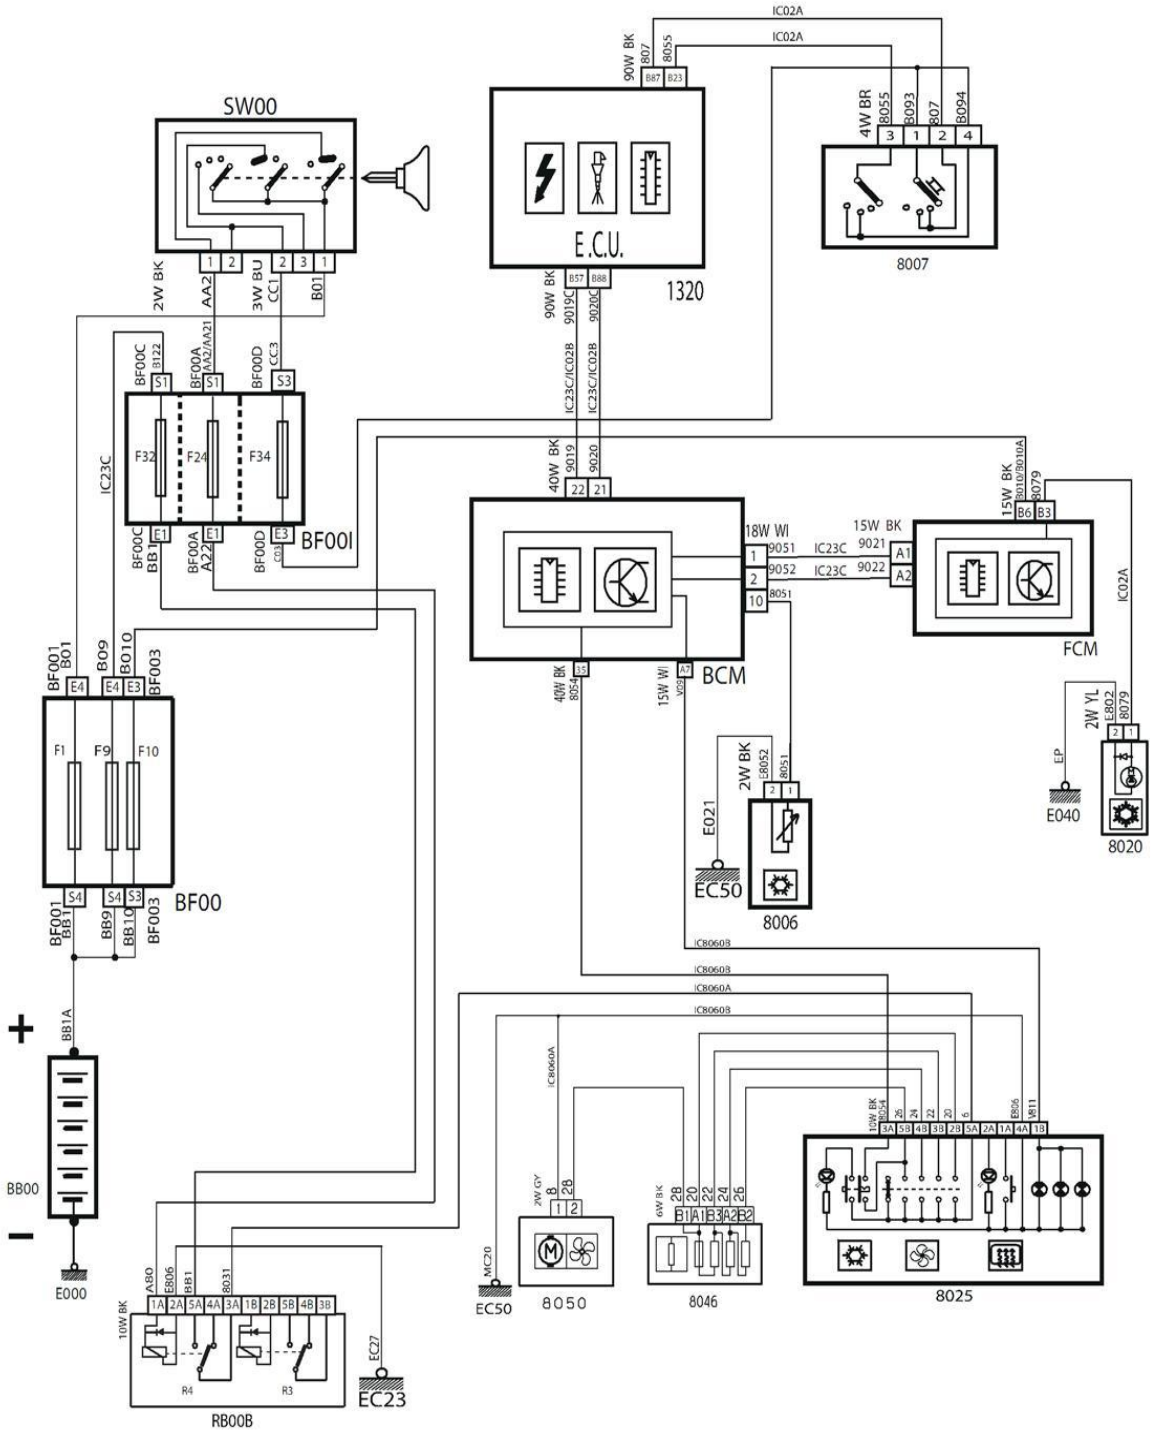 IC02A
IC02A
90W BK
807
8055
B87
B23
4W BR
8055
B093
807
B094
3
1
2
4
8007
SW00
E.C.U.
1320
1
2
2
3
1
2W BK
AA2
3W BU
CC1
B01
B57
B88
90W BK
9019C
9020C
IC23C/IC02B
IC23C/IC02B
BF00C
B122
BF00A
AA2/AA21
BF00D
CC3
S1
S1
S3
F32
F24
F34
IC23C
E1
E1
E3
BF00C
BB1
BF00A
A22
BF00D
C03
BF00I
40W BK
9019
9020
22
21
18W WI
1
2
10
9051
9052
8051
IC23C
IC23C
15W BK
9021
9022
A1
A2
15W BK
B010/B010A
8079
B6
B3
FCM
IC02A
35
A7
BCM
40W BK
8054
15W WI
V09
2W YL
E802
8079
2
1
EP
E040
8020
2W BK
E8052
8051
2
1
E021
EC50
8006
BF001
B01
B09
B010
BF003
E4
E4
E3
F1
F9
F10
S4
S4
S3
BF00
BF001
BB1
BB9
BB10
BF003
+
BB1A
BB00
−
E000
IC8060B
IC8060B
IC8060A
IC8060B
IC8060A
10W BK
8054
26
24
22
20
6
E806
V811
3A
5B
4B
3B
2B
5A
2A
1A
4A
1B
8025
2W GY
8
28
1
2
M
8050
MC20
EC50
6W BK
28
20
22
24
26
B1
A1
B3
A2
B2
8046
10W BK
A80
E806
BB1
8031
1A
2A
5A
4A
3A
1B
2B
5B
4B
3B
R4
R3
RB00B
EC27
EC23